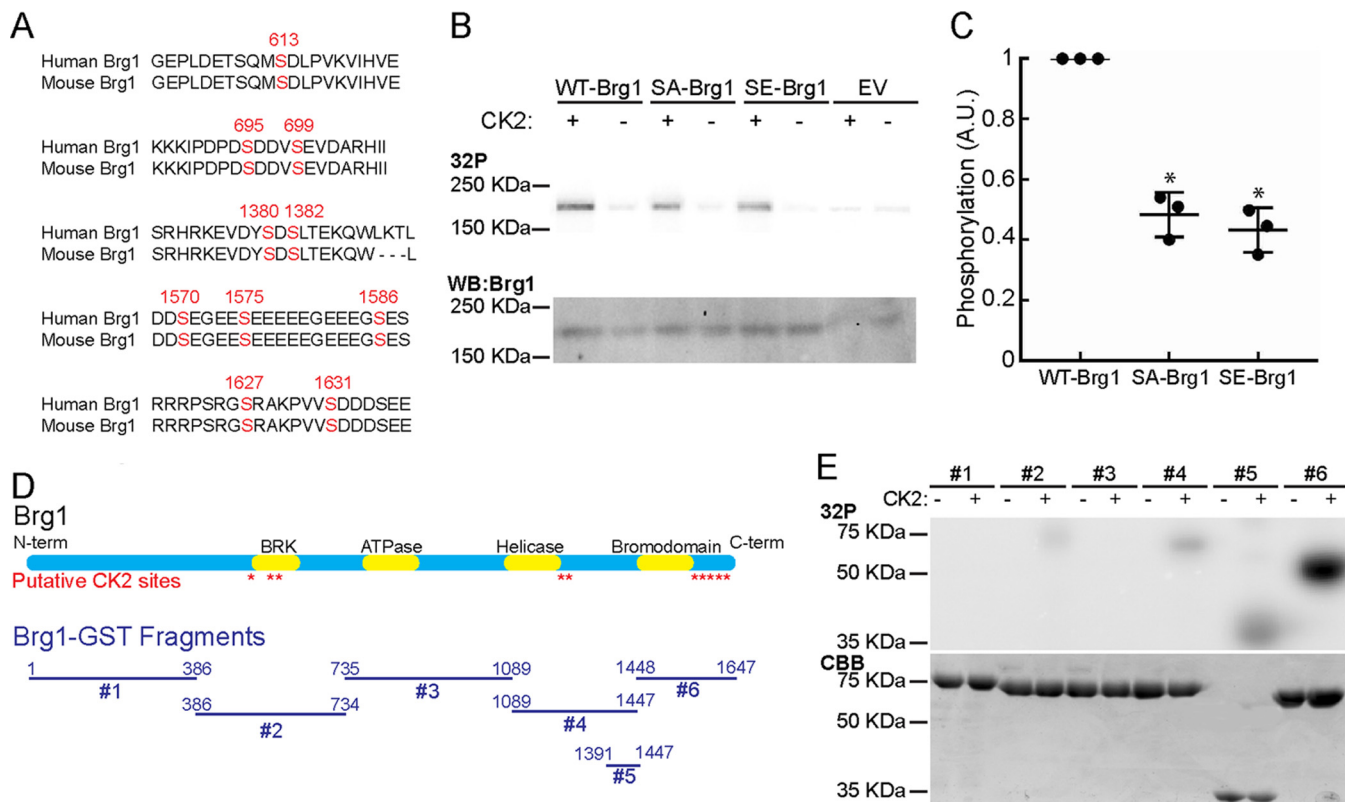 A
613
Human Brg1 GEPLDETSQMSDLPVKVIHVE
Mouse Brg1 GEPLDETSQMSDLPVKVIHVE
695 699
Human Brg1 KKKIPDPDSDDVSEVDARHII
Mouse Brg1 KKKIPDPDSDDVSEVDARHII
1380 1382
Human Brg1 SRHRKEVDYSDSLTEKQWLKTL
Mouse Brg1 SRHRKEVDYSDSLTEKQW - - - L
1570 1575 1586
Human Brg1 DDSEGEESEEEEEGEEEGSES
Mouse Brg1 DDSEGEESEEEEEGEEEGSES
1627 1631
Human Brg1 RRRPSRGSRAKPVVSDDDSEE
Mouse Brg1 RRRPSRGSRAKPVVSDDDSEE
B
WT-Brg1 SA-Brg1 SE-Brg1 EV
CK2: + - + - + - + -
32P
250 KDa
150 KDa
WB:Brg1
250 KDa
150 KDa
C
Phosphorylation (A.U.)
1
0.8
0.6
0.4
0.2
0
* *
WT-Brg1 SA-Brg1 SE-Brg1
D
Brg1
N-term BRK ATPase Helicase Bromodomain C-term
Putative CK2 sites * ** ** *****
Brg1-GST Fragments
1 386 735 1089 1448 1647
#1 #3 #6
386 734 1089 1447
#2 #4
1391 1447
#5
E
#1 #2 #3 #4 #5 #6
CK2: - + - + - + - + - + - +
32P
75 KDa
50 KDa
35 KDa
CBB
75 KDa
50 KDa
35 KDa